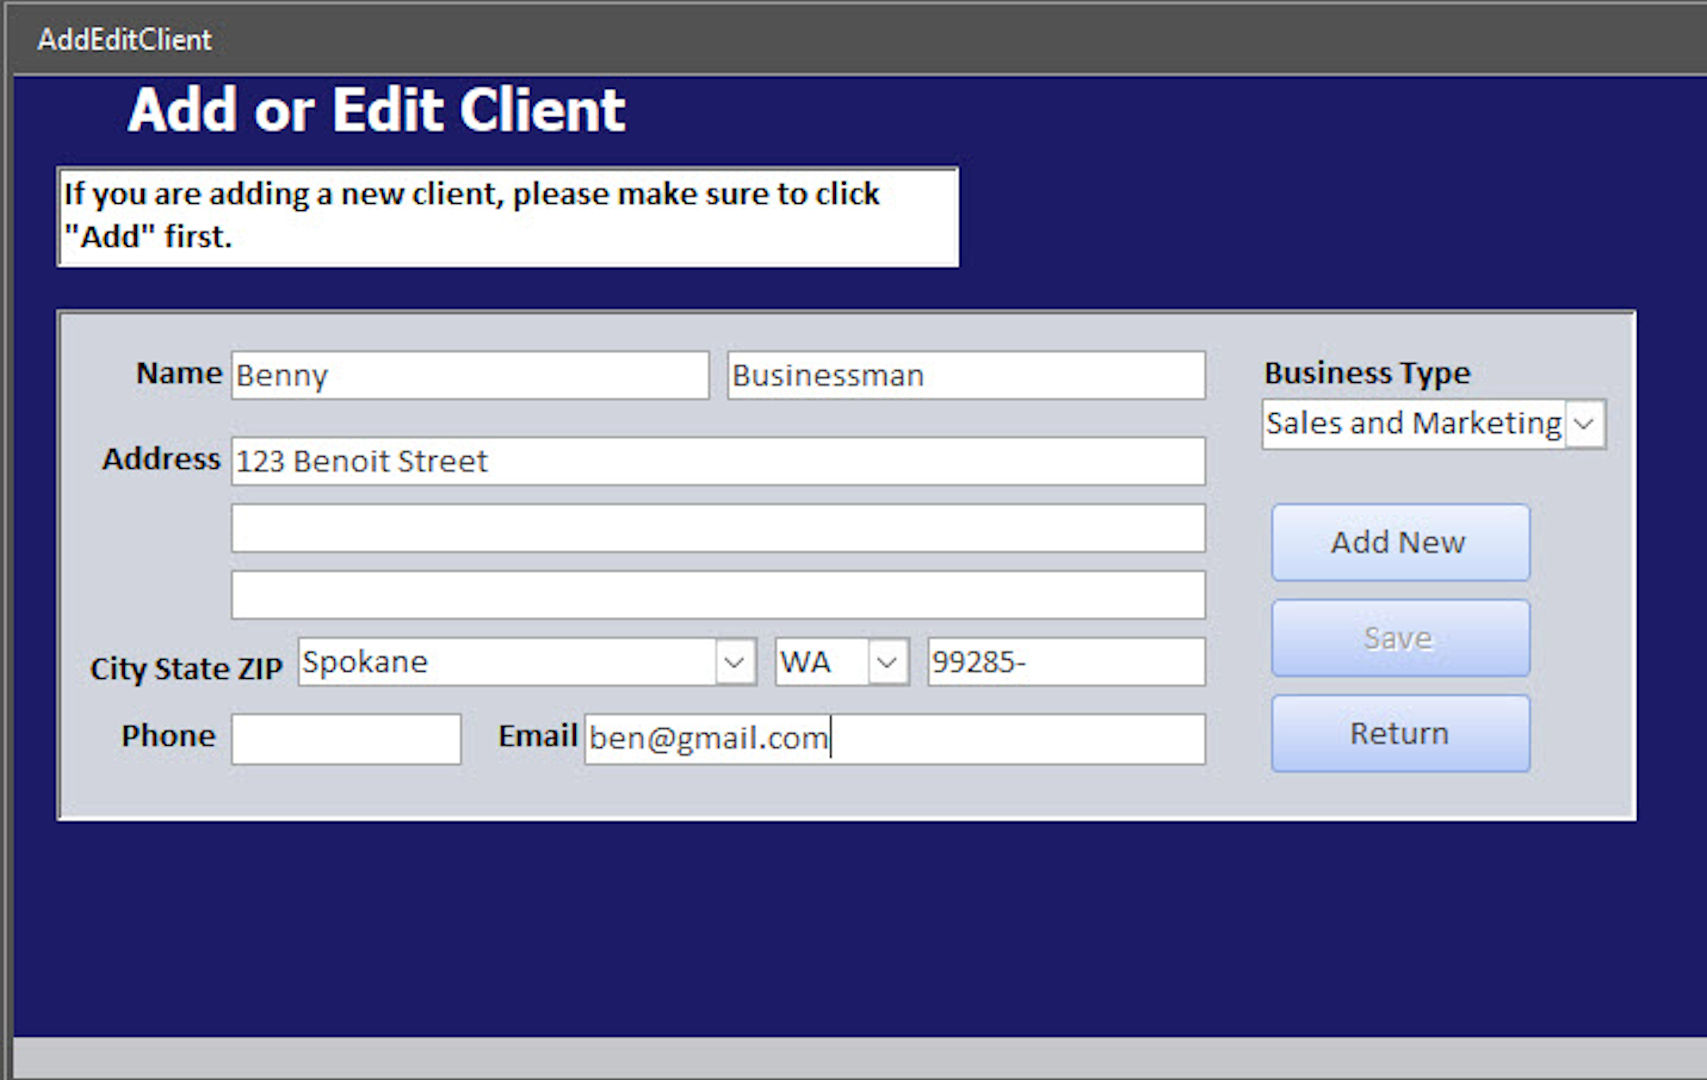 AddEditClient
Add or Edit Client
If you are adding a new client, please make sure to click
"Add" first.
Name Benny Businessman Business Type
Sales and Marketing
Address 123 Benoit Street
Add New
Save
City State ZIP Spokane WA 99285-
Phone Email ben@gmail.com Return